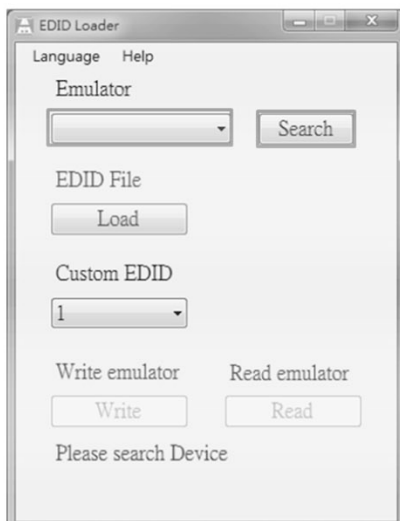 EDID Loader
Language Help
Emulator
Search
EDID File
Load
Custom EDID
1
Write emulator Read emulator
Write Read
Please search Device